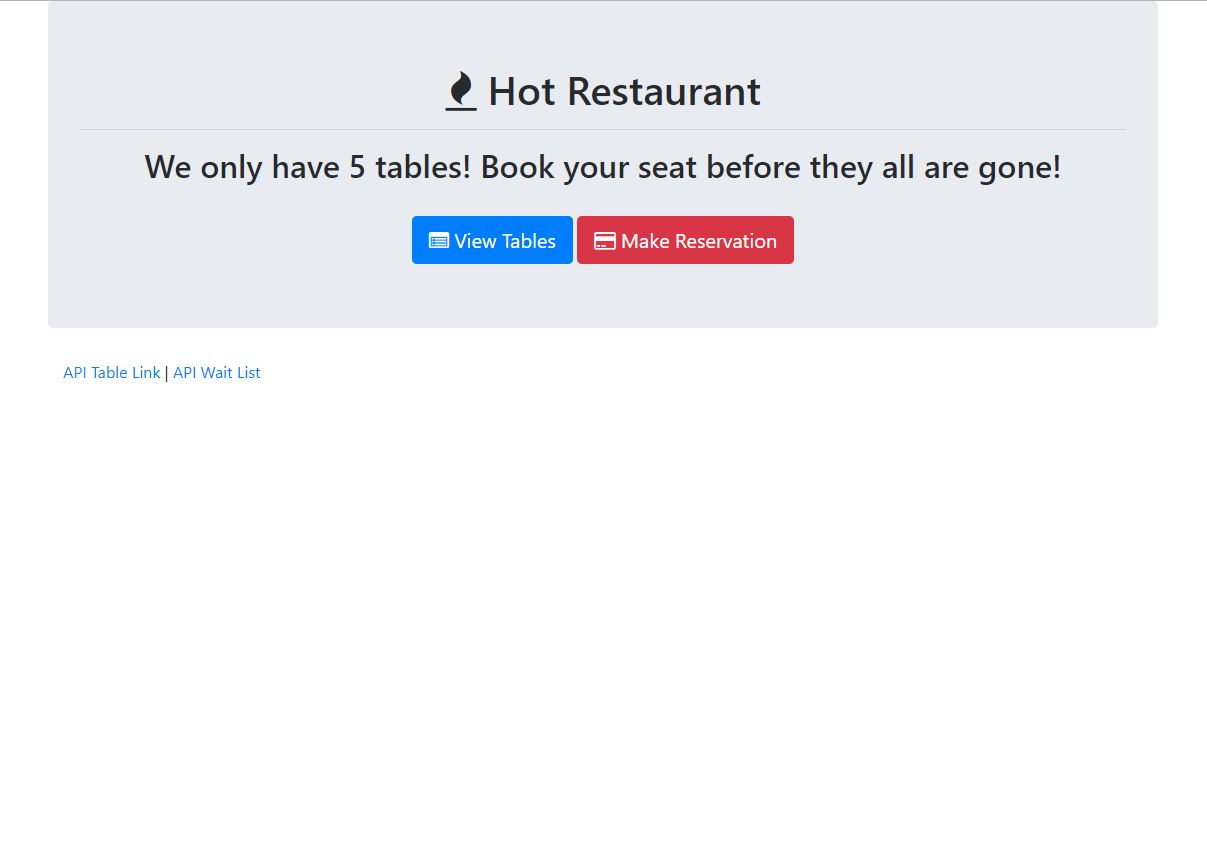 Hot Restaurant
We only have 5 tables! Book your seat before they all are gone!
View Tables Make Reservation
API Table Link | API Wait List